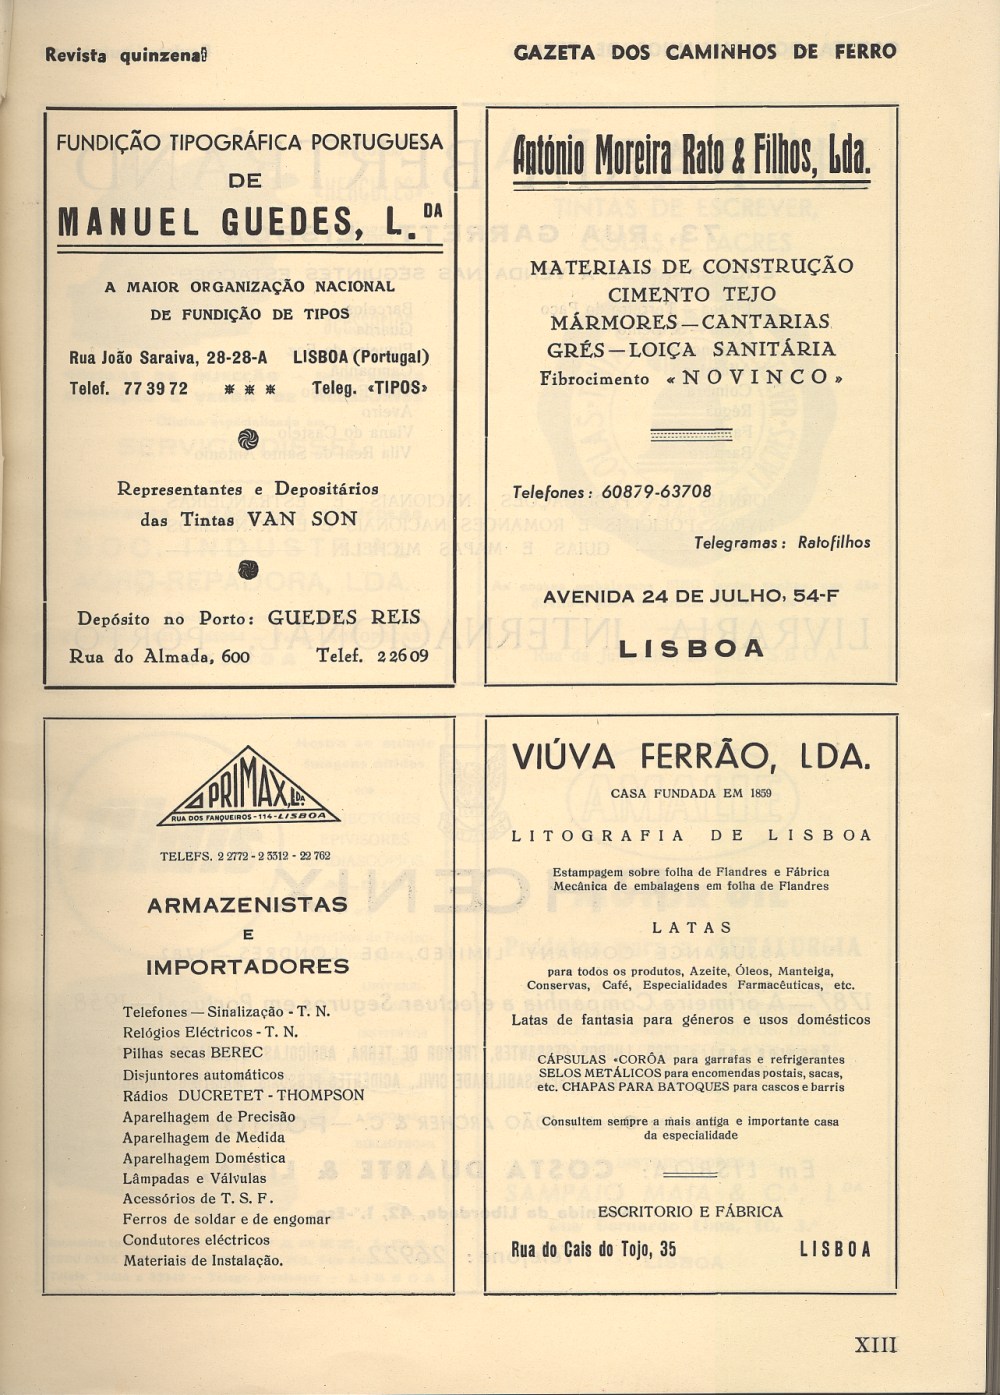 Revista quinzenal
GAZETA DOS CAMINHOS DE FERRO
FUNDIÇÃO TIPOGRÁFICA PORTUGUESA
DE
MANUEL GUEDES, L.DA
A MAIOR ORGANIZAÇÃO NACIONAL
DE FUNDIÇÃO DE TIPOS
Rua João Saraiva, 28-28-A LISBOA (Portugal)
Telef. 77 39 72 * * * Teleg. «TIPOS»
Representantes e Depositários
das Tintas VAN SON
Depósito no Porto: GUEDES REIS
Rua do Almada, 600 Telef. 22609
António Moreira Rato & Filhos, Lda.
MATERIAIS DE CONSTRUÇÃO
CIMENTO TEJO
MÁRMORES—CANTARIAS
GRÉS—LOIÇA SANITÁRIA
Fibrocimento «NOVINCO»
Telefones: 60879-63708
Telegramas: Ratofilhos
AVENIDA 24 DE JULHO, 54-F
LISBOA
PRIMAX, L.DA
RUA DOS FANQUEIROS-114-LISBOA
TELEFS. 2 2772 - 2 3312 - 22 762
ARMAZENISTAS
E
IMPORTADORES
Telefones — Sinalização - T. N.
Relógios Eléctricos - T. N.
Pilhas secas BEREC
Disjuntores automáticos
Rádios DUCRETET - THOMPSON
Aparelhagem de Precisão
Aparelhagem de Medida
Aparelhagem Doméstica
Lâmpadas e Válvulas
Acessórios de T. S. F.
Ferros de soldar e de engomar
Condutores eléctricos
Materiais de Instalação.
VIÚVA FERRÃO, LDA.
CASA FUNDADA EM 1859
LITOGRAFIA DE LISBOA
Estampagem sobre folha de Flandres e Fábrica
Mecânica de embalagens em folha de Flandres
LATAS
para todos os produtos, Azeite, Óleos, Manteiga,
Conservas, Café, Especialidades Farmacêuticas, etc.
Latas de fantasia para géneros e usos domésticos
CÁPSULAS «CORÔA para garrafas e refrigerantes
SELOS METÁLICOS para encomendas postais, sacas,
etc. CHAPAS PARA BATOQUES para cascos e barris
Consultem sempre a mais antiga e importante casa
da especialidade
ESCRITORIO E FÁBRICA
Rua do Cais do Tojo, 35 LISBOA
XIII